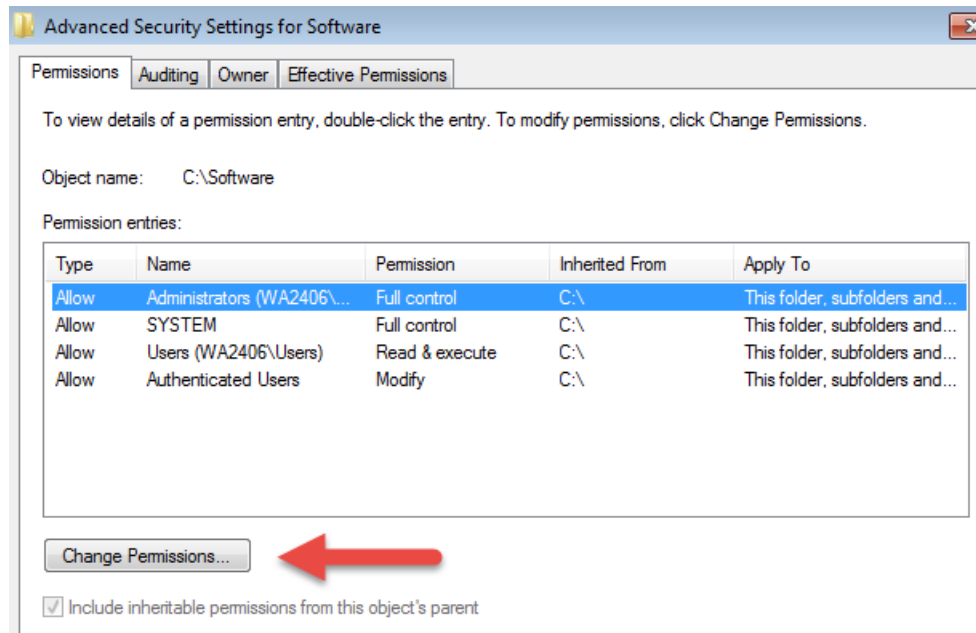 Advanced Security Settings for Software
Permissions Auditing Owner Effective Permissions
To view details of a permission entry, double-click the entry. To modify permissions, click Change Permissions.
Object name: C:\Software
Permission entries:
Type Name Permission Inherited From Apply To
Allow Administrators (WA2406\... Full control C:\ This folder, subfolders and...
Allow SYSTEM Full control C:\ This folder, subfolders and...
Allow Users (WA2406\Users) Read & execute C:\ This folder, subfolders and...
Allow Authenticated Users Modify C:\ This folder, subfolders and...
Change Permissions...
Include inheritable permissions from this object's parent